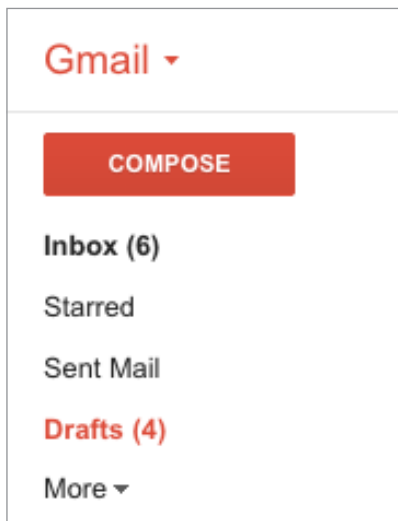 Gmail
COMPOSE
Inbox (6)
Starred
Sent Mail
Drafts (4)
More